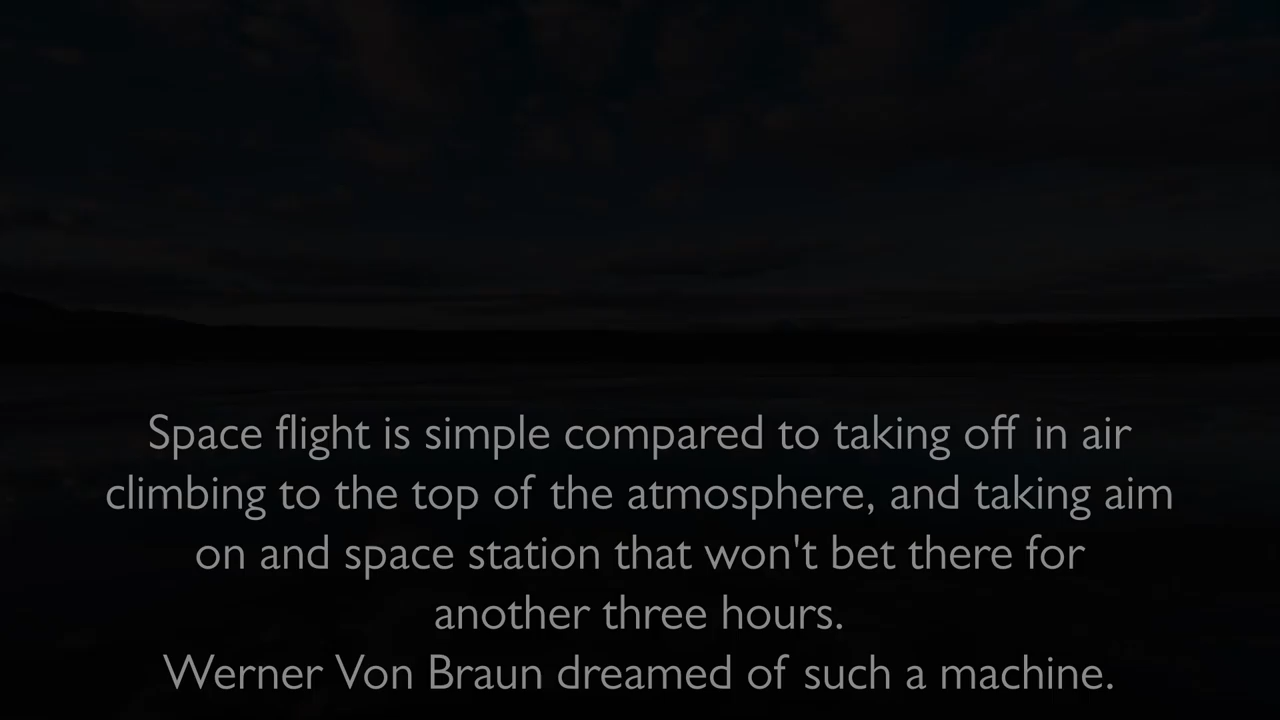 Space flight is simple compared to taking off in air
climbing to the top of the atmosphere, and taking aim
on and space station that won't bet there for
another three hours.
Werner Von Braun dreamed of such a machine.